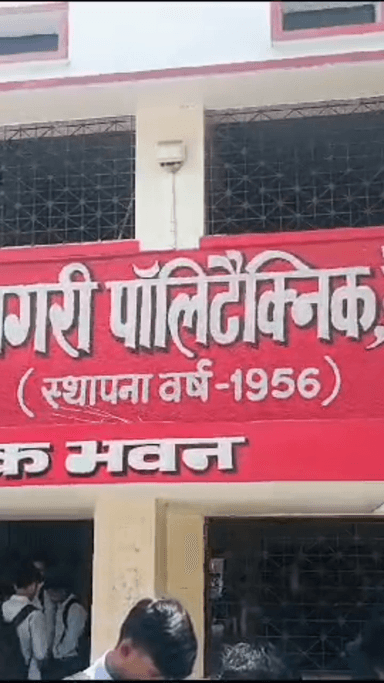 गरी पॉलिटैक्निक,
(स्थापना वर्ष-1956)
क भवन